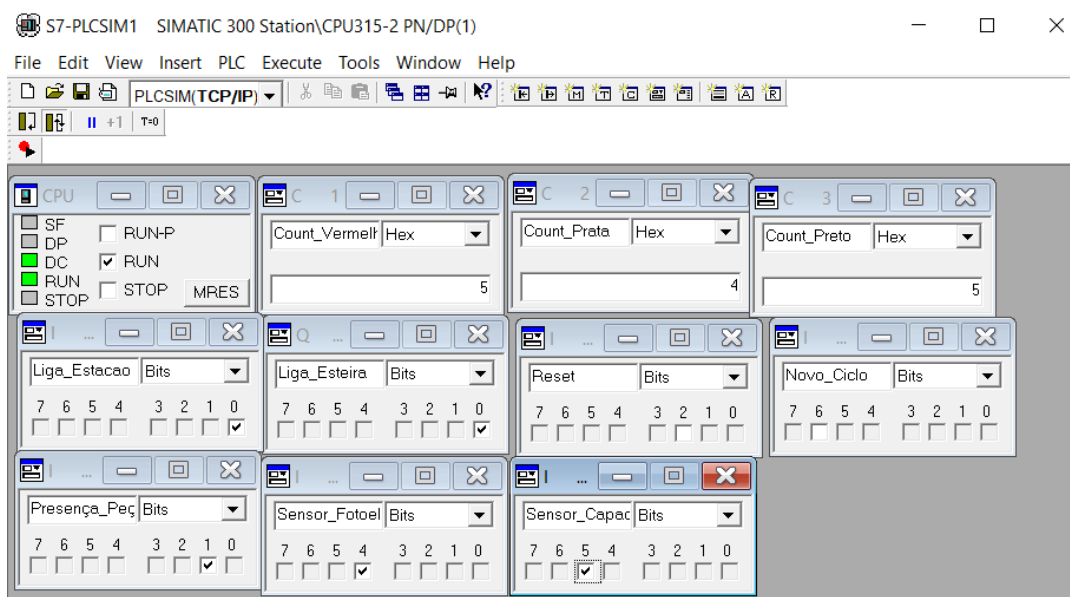 S7-PLCSIM1 SIMATIC 300 Station\CPU315-2 PN/DP(1)
File Edit View Insert PLC Execute Tools Window Help
PLCSIM(TCP/IP)
+1 T=0
CPU
SF
DP
DC
RUN
STOP
RUN-P
RUN
STOP
MRES
C 1
Count_Vermelh Hex
5
C 2
Count_Prata Hex
4
C 3
Count_Preto Hex
5
I ...
Liga_Estacao Bits
7 6 5 4 3 2 1 0
Q ...
Liga_Esteira Bits
7 6 5 4 3 2 1 0
I ...
Reset Bits
7 6 5 4 3 2 1 0
I ...
Novo_Ciclo Bits
7 6 5 4 3 2 1 0
I ...
Presença_Peç Bits
7 6 5 4 3 2 1 0
I ...
Sensor_Fotoel Bits
7 6 5 4 3 2 1 0
I ...
Sensor_Capac Bits
7 6 5 4 3 2 1 0